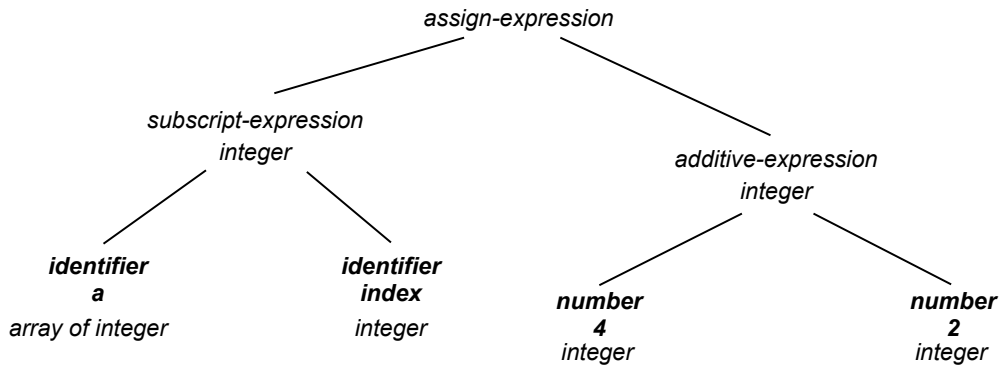 assign-expression
subscript-expression
integer
additive-expression
integer
identifier
a
array of integer
identifier
index
integer
number
4
integer
number
2
integer